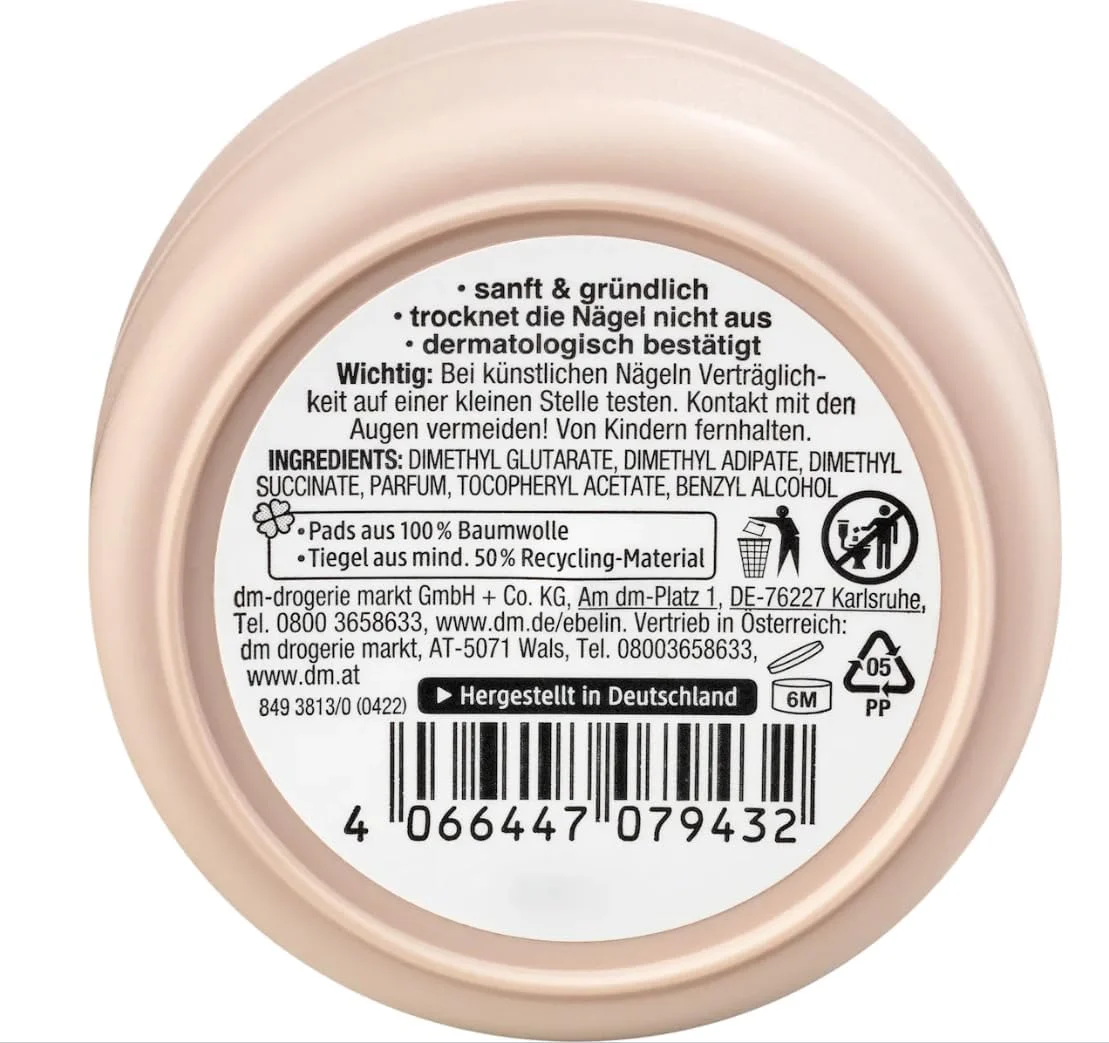 • sanft & gründlich
• trocknet die Nägel nicht aus
• dermatologisch bestätigt
Wichtig: Bei künstlichen Nägeln Verträglich-
keit auf einer kleinen Stelle testen. Kontakt mit den
Augen vermeiden! Von Kindern fernhalten.
INGREDIENTS: DIMETHYL GLUTARATE, DIMETHYL ADIPATE, DIMETHYL
SUCCINATE, PARFUM, TOCOPHERYL ACETATE, BENZYL ALCOHOL
• Pads aus 100% Baumwolle
• Tiegel aus mind. 50% Recycling-Material
dm-drogerie markt GmbH + Co. KG, Am dm-Platz 1, DE-76227 Karlsruhe,
Tel. 0800 3658633, www.dm.de/ebelin. Vertrieb in Österreich:
dm drogerie markt, AT-5071 Wals, Tel. 08003658633,
www.dm.at
849 3813/0 (0422)
▶ Hergestellt in Deutschland
6M
05
PP
4 066447 079432